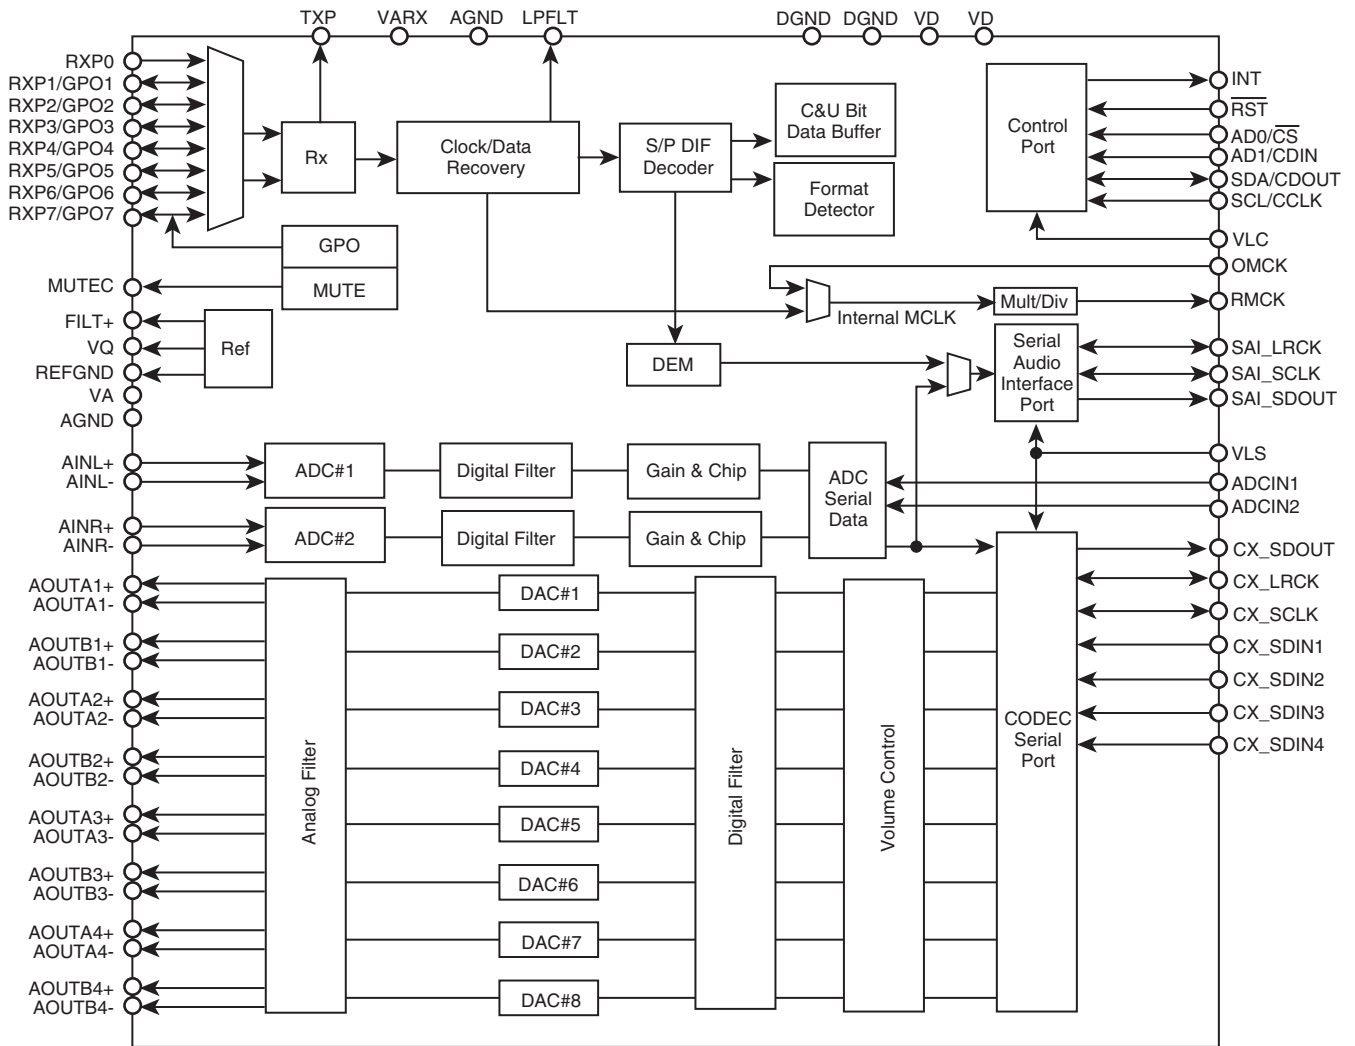 TXP
VARX
AGND
LPFLT
DGND
DGND
VD
VD
RXP0
RXP1/GPO1
RXP2/GPO2
RXP3/GPO3
RXP4/GPO4
RXP5/GPO5
RXP6/GPO6
RXP7/GPO7
MUTEC
FILT+
VQ
REFGND
VA
AGND
AINL+
AINL-
AINR+
AINR-
AOUTA1+
AOUTA1-
AOUTB1+
AOUTB1-
AOUTA2+
AOUTA2-
AOUTB2+
AOUTB2-
AOUTA3+
AOUTA3-
AOUTB3+
AOUTB3-
AOUTA4+
AOUTA4-
AOUTB4+
AOUTB4-
Rx
Clock/Data
Recovery
S/P DIF
Decoder
C&U Bit
Data Buffer
Format
Detector
Control
Port
GPO
MUTE
Ref
Internal MCLK
Mult/Div
DEM
Serial
Audio
Interface
Port
ADC#1
Digital Filter
Gain & Chip
ADC
Serial
Data
ADC#2
Digital Filter
Gain & Chip
Analog Filter
DAC#1
DAC#2
DAC#3
DAC#4
DAC#5
DAC#6
DAC#7
DAC#8
Digital Filter
Volume Control
CODEC
Serial
Port
INT
RST
AD0/CS
AD1/CDIN
SDA/CDOUT
SCL/CCLK
VLC
OMCK
RMCK
SAI_LRCK
SAI_SCLK
SAI_SDOUT
VLS
ADCIN1
ADCIN2
CX_SDOUT
CX_LRCK
CX_SCLK
CX_SDIN1
CX_SDIN2
CX_SDIN3
CX_SDIN4